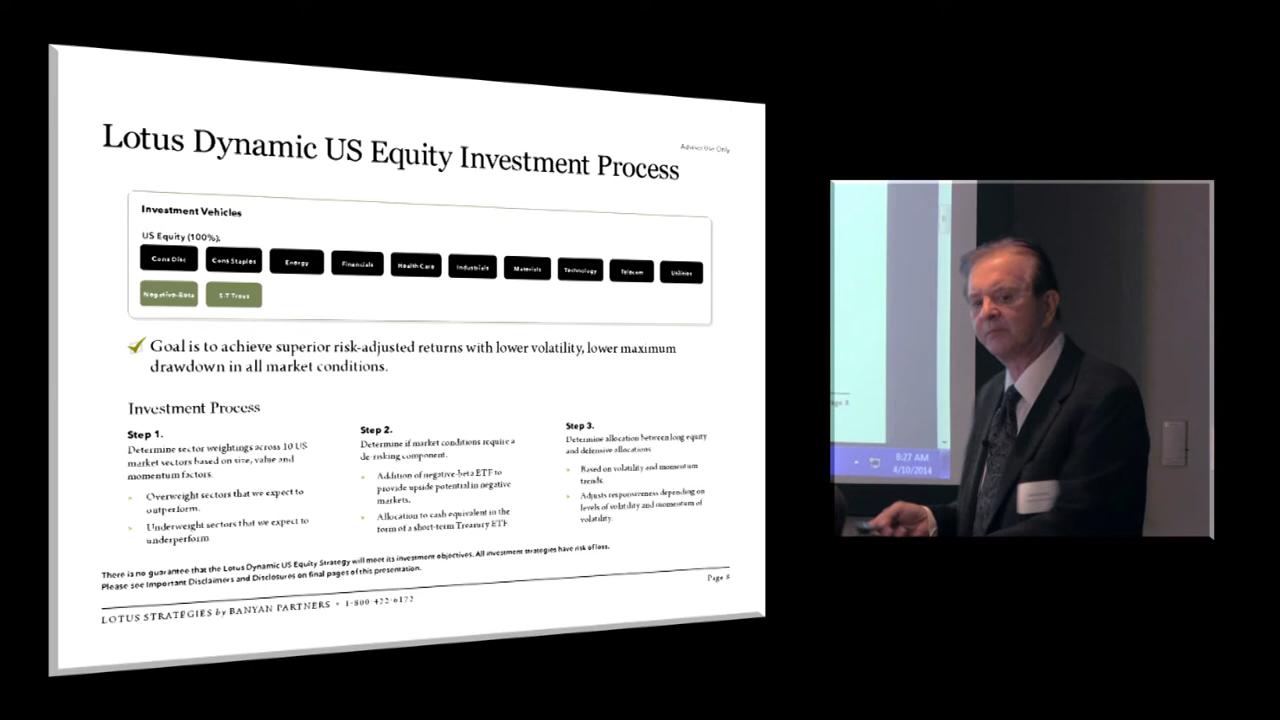 Lotus Dynamic US Equity Investment Process
Advisor Use Only
Investment Vehicles
US Equity (100%).
Cons Disc Cons Staples Energy Financials Health Care Industrials Materials Technology Telecom Utilities
Negative-Beta S.T Treas
Goal is to achieve superior risk-adjusted returns with lower volatility, lower maximum
drawdown in all market conditions.
Investment Process
Step 1.
Determine sector weightings across 10 US
market sectors based on size, value and
momentum factors.
Overweight sectors that we expect to
outperform.
Underweight sectors that we expect to
underperform
Step 2.
Determine if market conditions require a
de-risking component.
Addition of negative-beta ETF to
provide upside potential in negative
markets.
Allocation to cash equivalent in the
form of a short-term Treasury ETF
Step 3.
Determine allocation between long equity
and defensive allocations
Based on volatility and momentum
trends.
Adjusts responsiveness depending on
levels of volatility and momentum of
volatility.
There is no guarantee that the Lotus Dynamic US Equity Strategy will meet its investment objectives. All investment strategies have risk of loss.
Please see Important Disclaimers and Disclosures on final pages of this presentation.
LOTUS STRATEGIES by BANYAN PARTNERS • 1-800-422-6172
Page 8
age 8
8:27 AM
4/10/2014